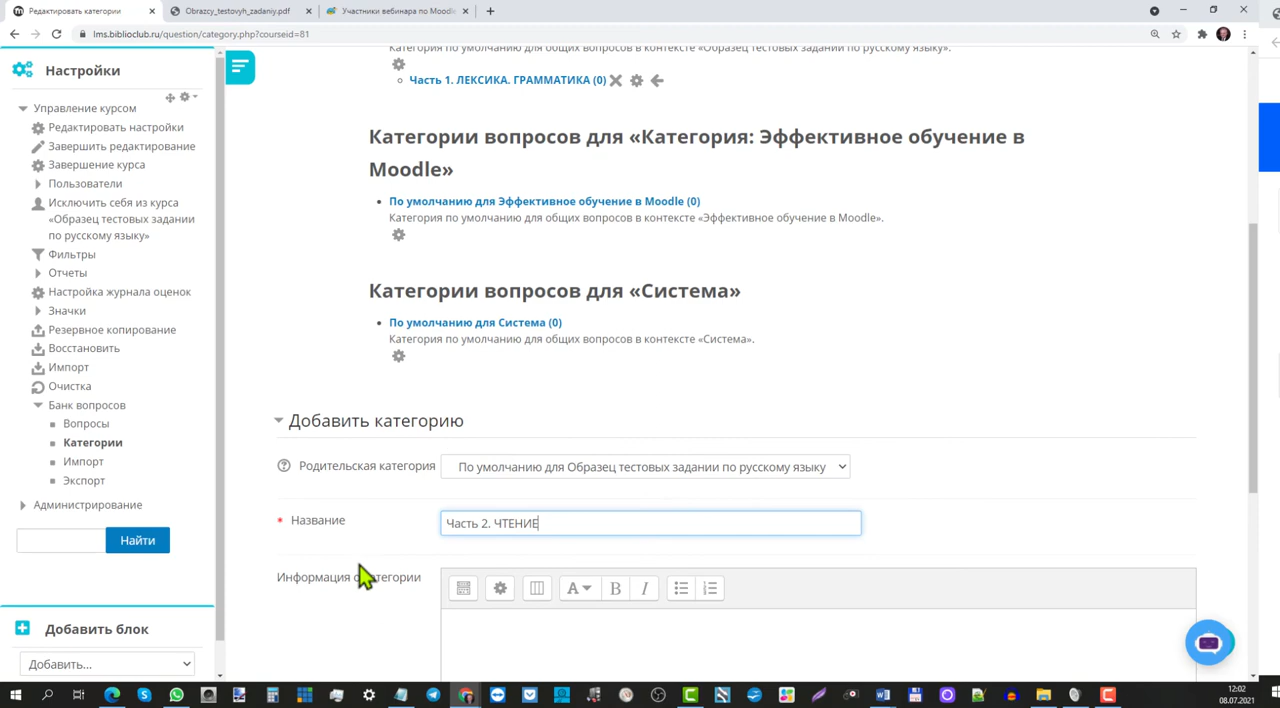 Редактировать категории
Obrazcy_testovyh_zadaniy.pdf
Участники вебинара по Moodle
lms.biblioclub.ru/question/category.php?courseid=81
Настройки
Управление курсом
Редактировать настройки
Завершить редактирование
Завершение курса
Пользователи
Исключить себя из курса
«Образец тестовых задании
по русскому языку»
Фильтры
Отчеты
Настройка журнала оценок
Значки
Резервное копирование
Восстановить
Импорт
Очистка
Банк вопросов
Вопросы
Категории
Импорт
Экспорт
Администрирование
Найти
Добавить блок
Добавить...
Категория по умолчанию для общих вопросов в контексте «Образец тестовых задании по русскому языку».
Часть 1. ЛЕКСИКА. ГРАММАТИКА (0)
Категории вопросов для «Категория: Эффективное обучение в
Moodle»
По умолчанию для Эффективное обучение в Moodle (0)
Категория по умолчанию для общих вопросов в контексте «Эффективное обучение в Moodle».
Категории вопросов для «Система»
По умолчанию для Система (0)
Категория по умолчанию для общих вопросов в контексте «Система».
Добавить категорию
Родительская категория
По умолчанию для Образец тестовых задании по русскому языку
Название
Часть 2. ЧТЕНИЕ
Информация о категории
A
B
I
12:02
08.07.2021